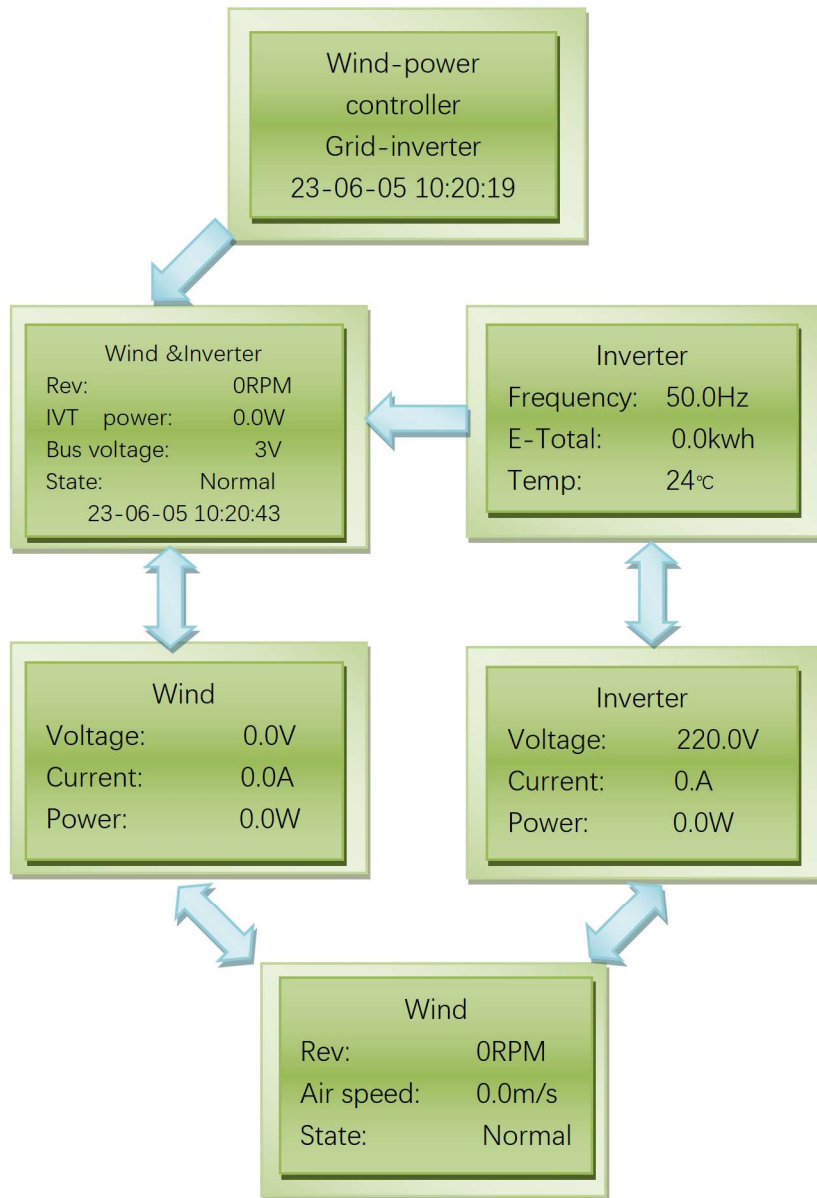 Wind-power
controller
Grid-inverter
23-06-05 10:20:19
Wind &Inverter
Rev: 0RPM
IVT power: 0.0W
Bus voltage: 3V
State: Normal
23-06-05 10:20:43
Inverter
Frequency: 50.0Hz
E-Total: 0.0kwh
Temp: 24℃
Wind
Voltage: 0.0V
Current: 0.0A
Power: 0.0W
Inverter
Voltage: 220.0V
Current: 0.A
Power: 0.0W
Wind
Rev: 0RPM
Air speed: 0.0m/s
State: Normal